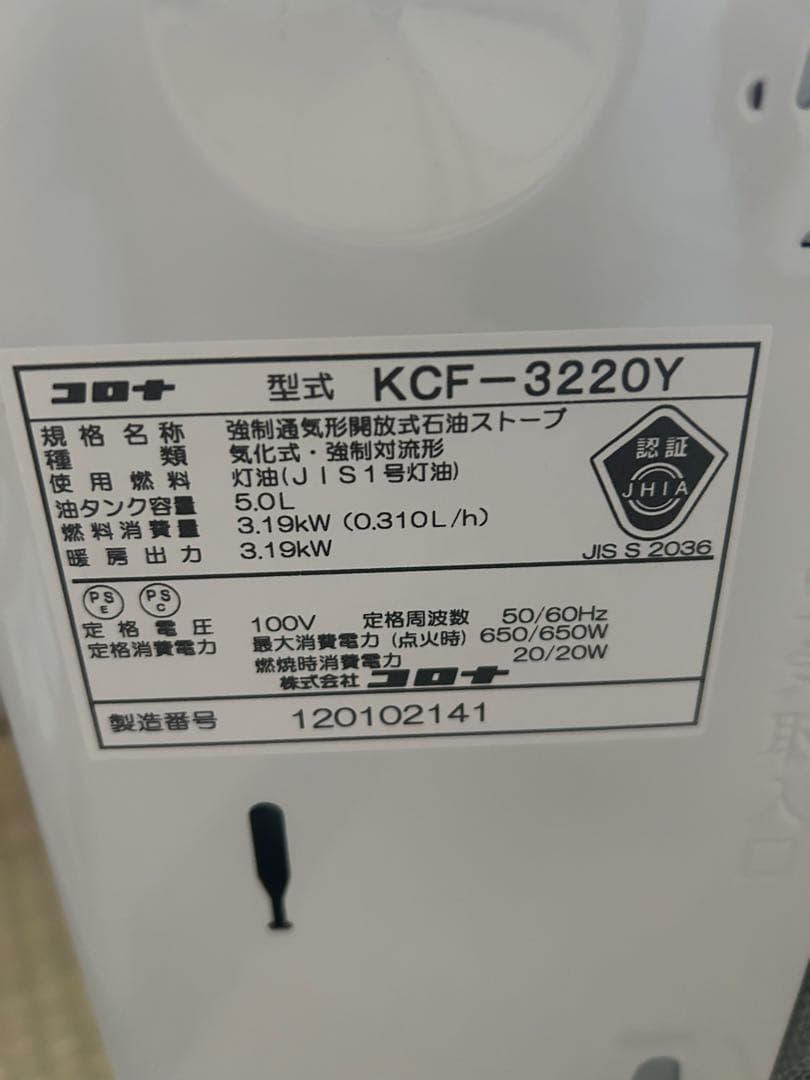 コロナ 型式 KCF-3220Y
規格名称 強制通気形開放式石油ストーブ
種類 気化式・強制対流形
使用燃料 灯油(JIS1号灯油)
油タンク容量 5.0L
燃料消費量 3.19kW (0.310L/h)
暖房出力 3.19kW
認証
JHIA
JIS S 2036
PS E PS C
定格電圧 100V 定格周波数 50/60Hz
定格消費電力 最大消費電力 (点火時) 650/650W
燃焼時消費電力 20/20W
株式会社 コロナ
製造番号 120102141